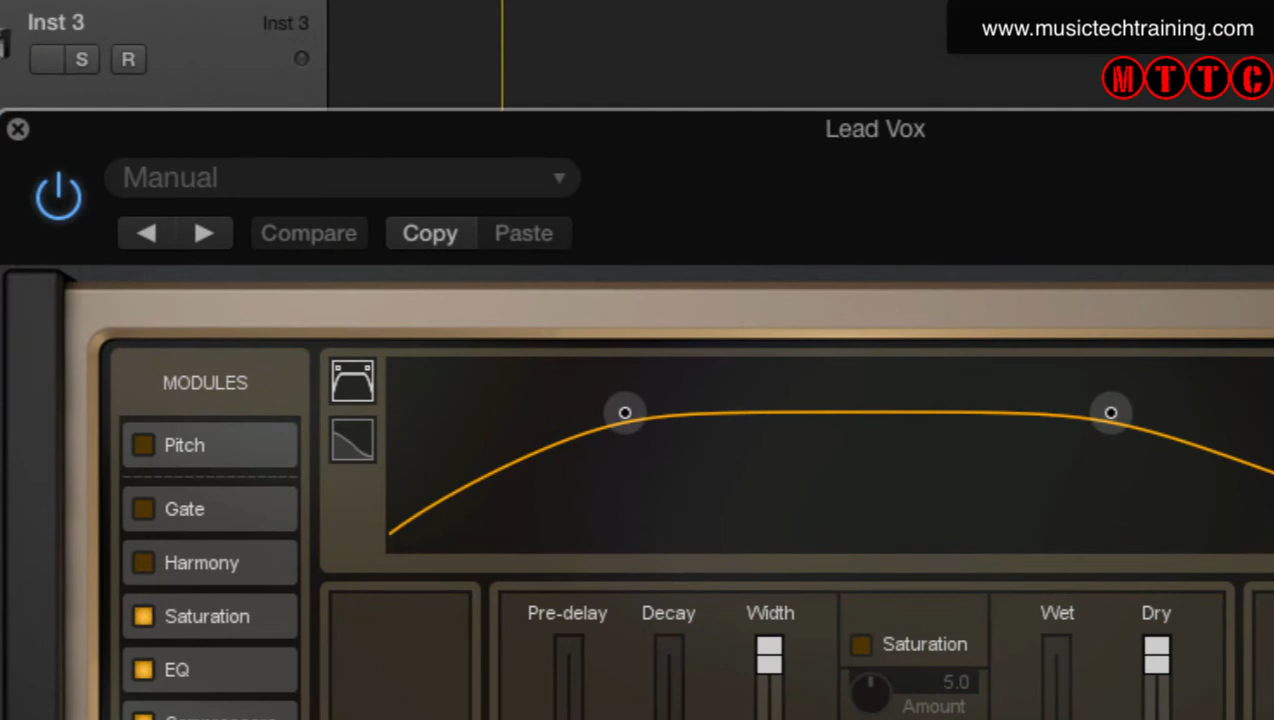 Inst 3
Inst 3
www.musictechtraining.com
S
R
MTTC
Lead Vox
Manual
Compare
Copy
Paste
MODULES
Pitch
Gate
Harmony
Saturation
EQ
Pre-delay
Decay
Width
Saturation
5.0
Amount
Wet
Dry